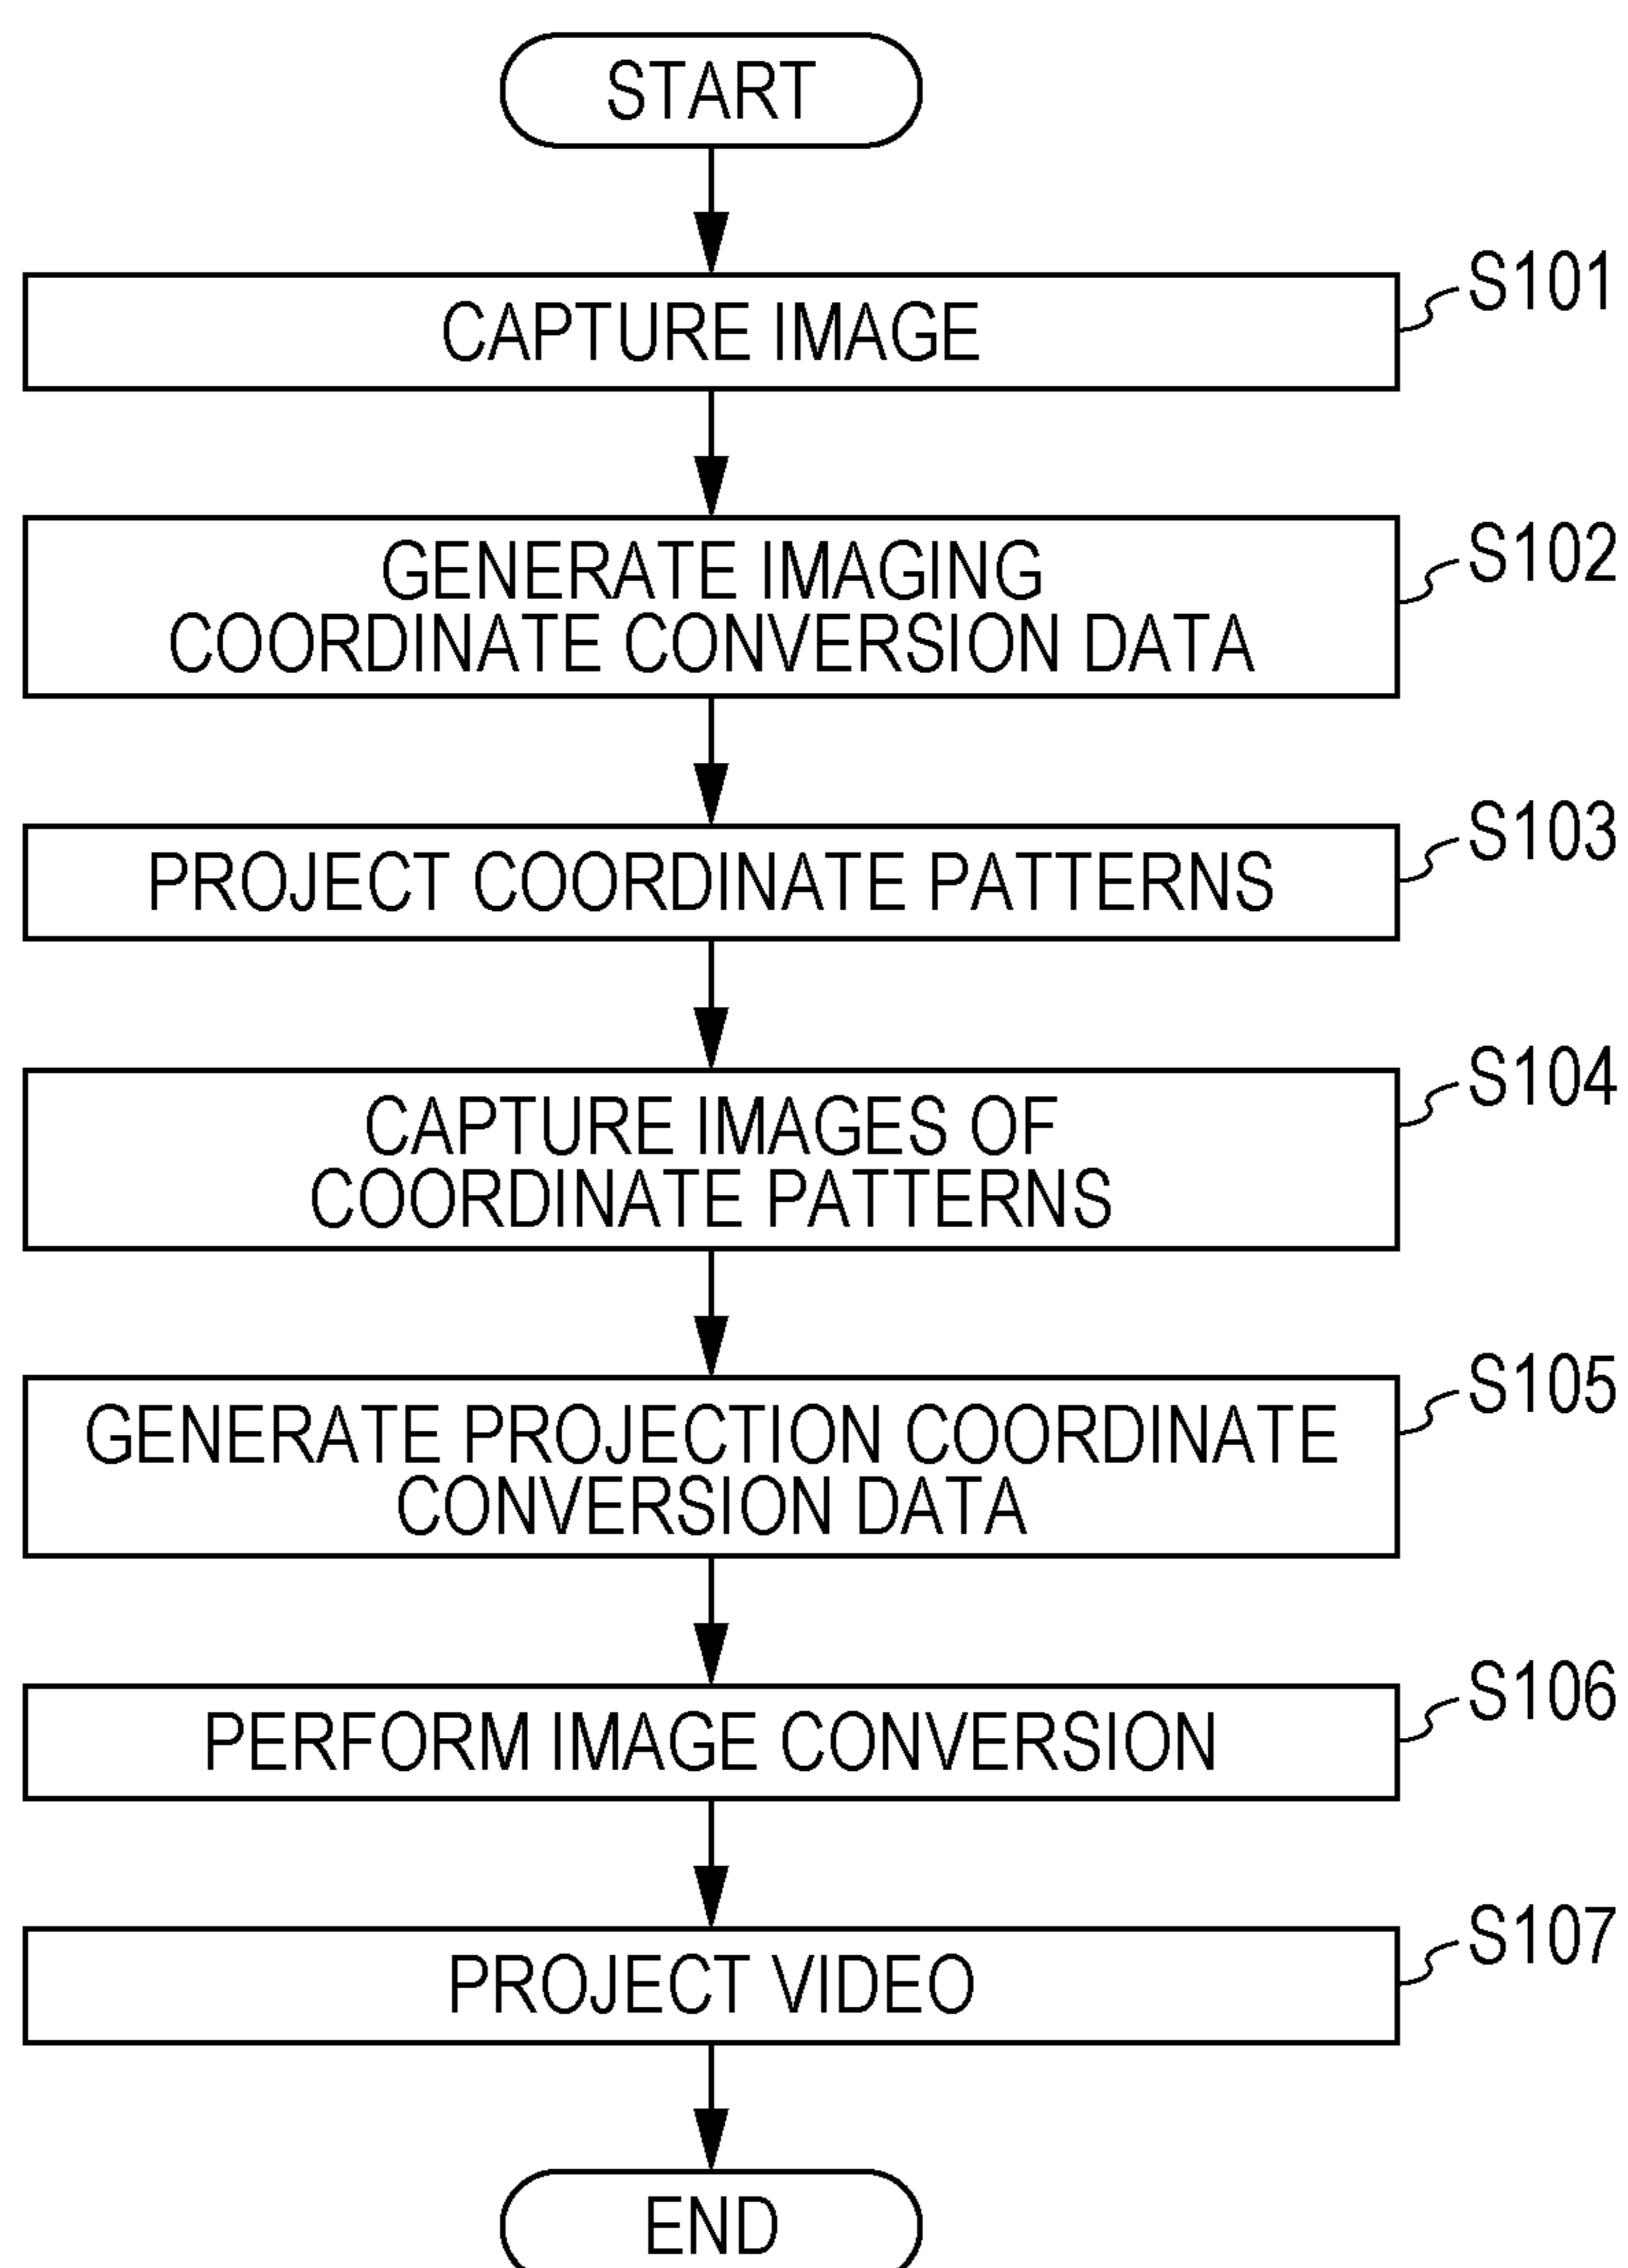 START
CAPTURE IMAGE
S101
GENERATE IMAGING
COORDINATE CONVERSION DATA
S102
PROJECT COORDINATE PATTERNS
S103
CAPTURE IMAGES OF
COORDINATE PATTERNS
S104
GENERATE PROJECTION COORDINATE
CONVERSION DATA
S105
PERFORM IMAGE CONVERSION
S106
PROJECT VIDEO
S107
END